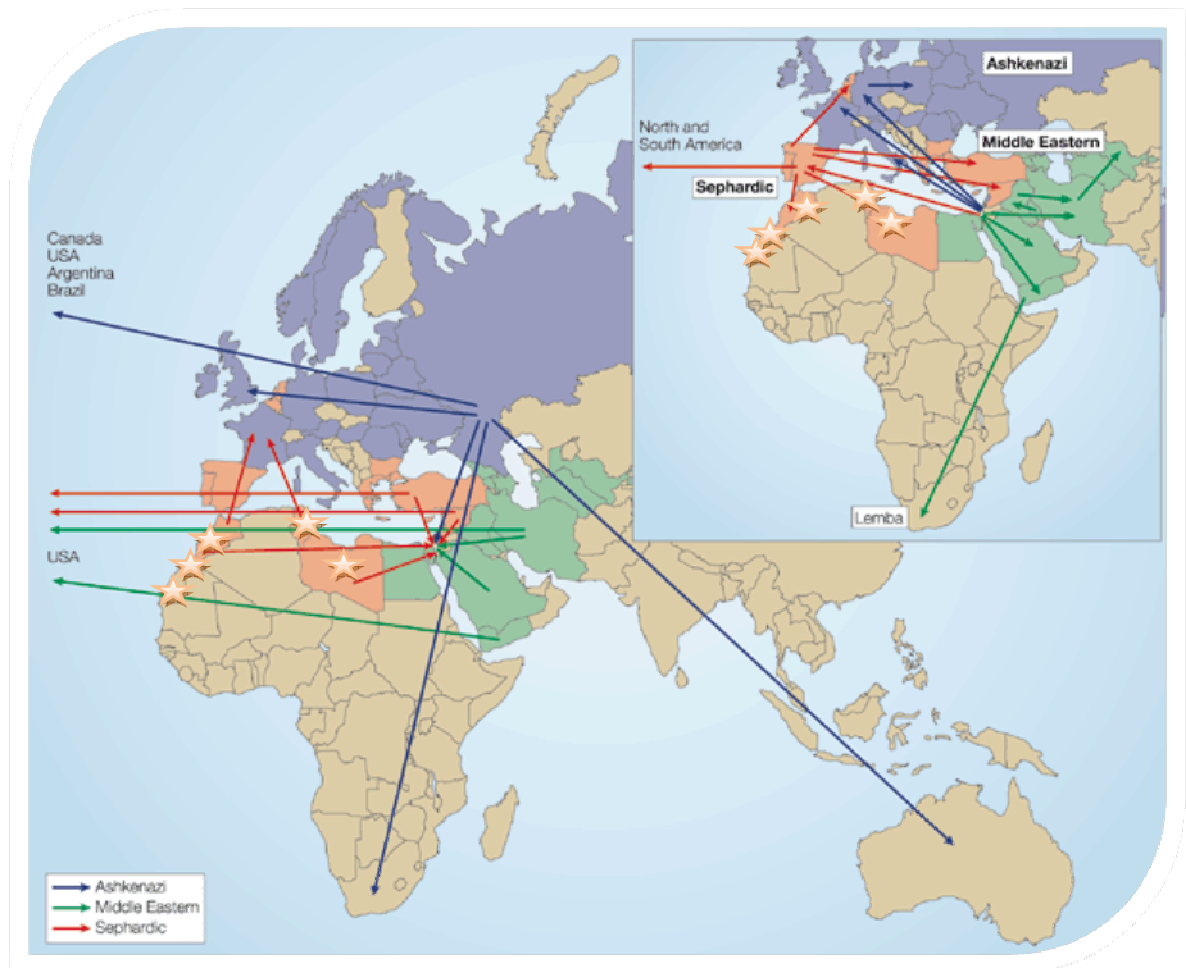 Ashkenazi
North and
South America
Middle Eastern
Sephardic
Canada
USA
Argentina
Brazil
Lemba
USA
Ashkenazi
Middle Eastern
Sephardic